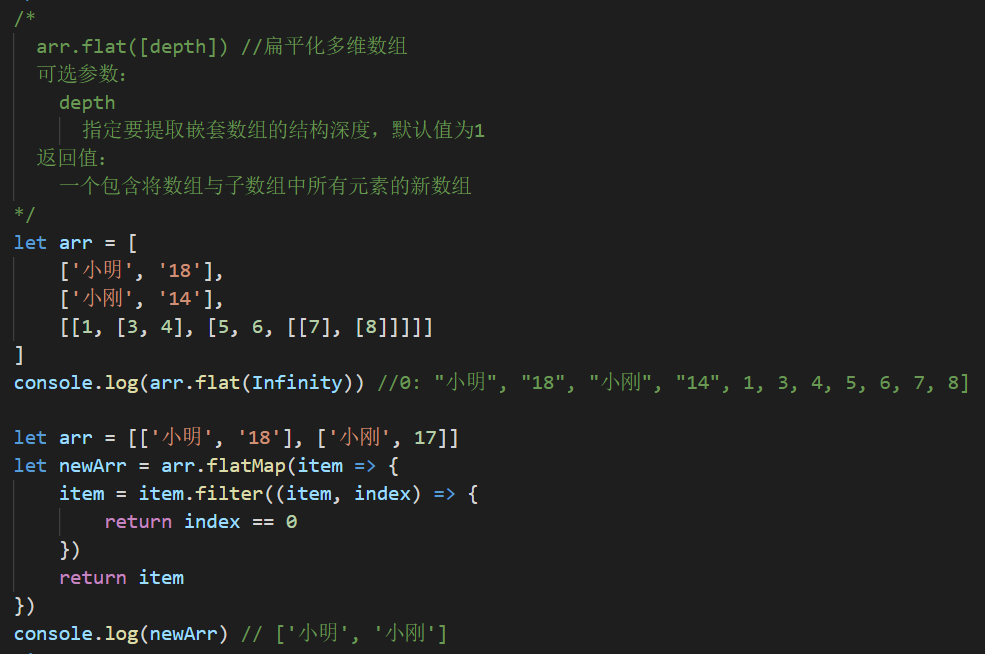 /*
arr.flat([depth]) //扁平化多维数组
可选参数:
depth
指定要提取嵌套数组的结构深度，默认值为1
返回值:
一个包含将数组与子数组中所有元素的新数组
*/
let arr = [
['小明', '18'],
['小刚', '14'],
[[1, [3, 4], [5, 6, [[7], [8]]]]]
]
console.log(arr.flat(Infinity)) //0: "小明", "18", "小刚", "14", 1, 3, 4, 5, 6, 7, 8]
let arr = [['小明', '18'], ['小刚', 17]]
let newArr = arr.flatMap(item => {
item = item.filter((item, index) => {
return index == 0
})
return item
})
console.log(newArr) // ['小明', '小刚']